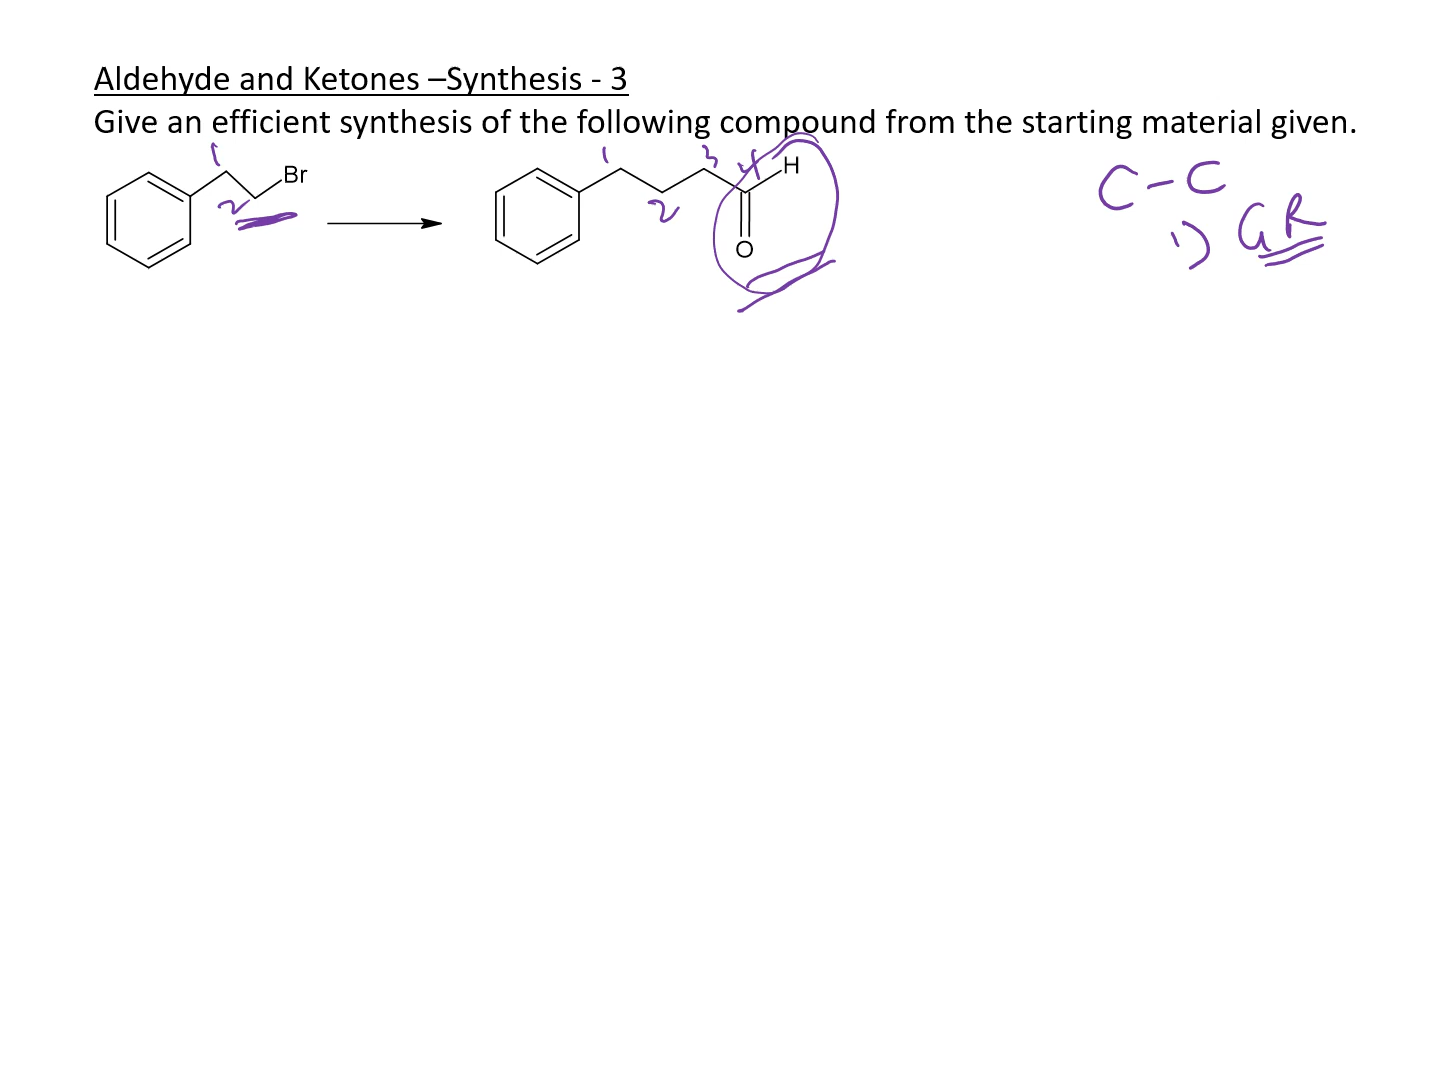 Aldehyde and Ketones –Synthesis - 3
Give an efficient synthesis of the following compound from the starting material given.
1 Br 1 3 4 H C-C
2 2 1) GR
O